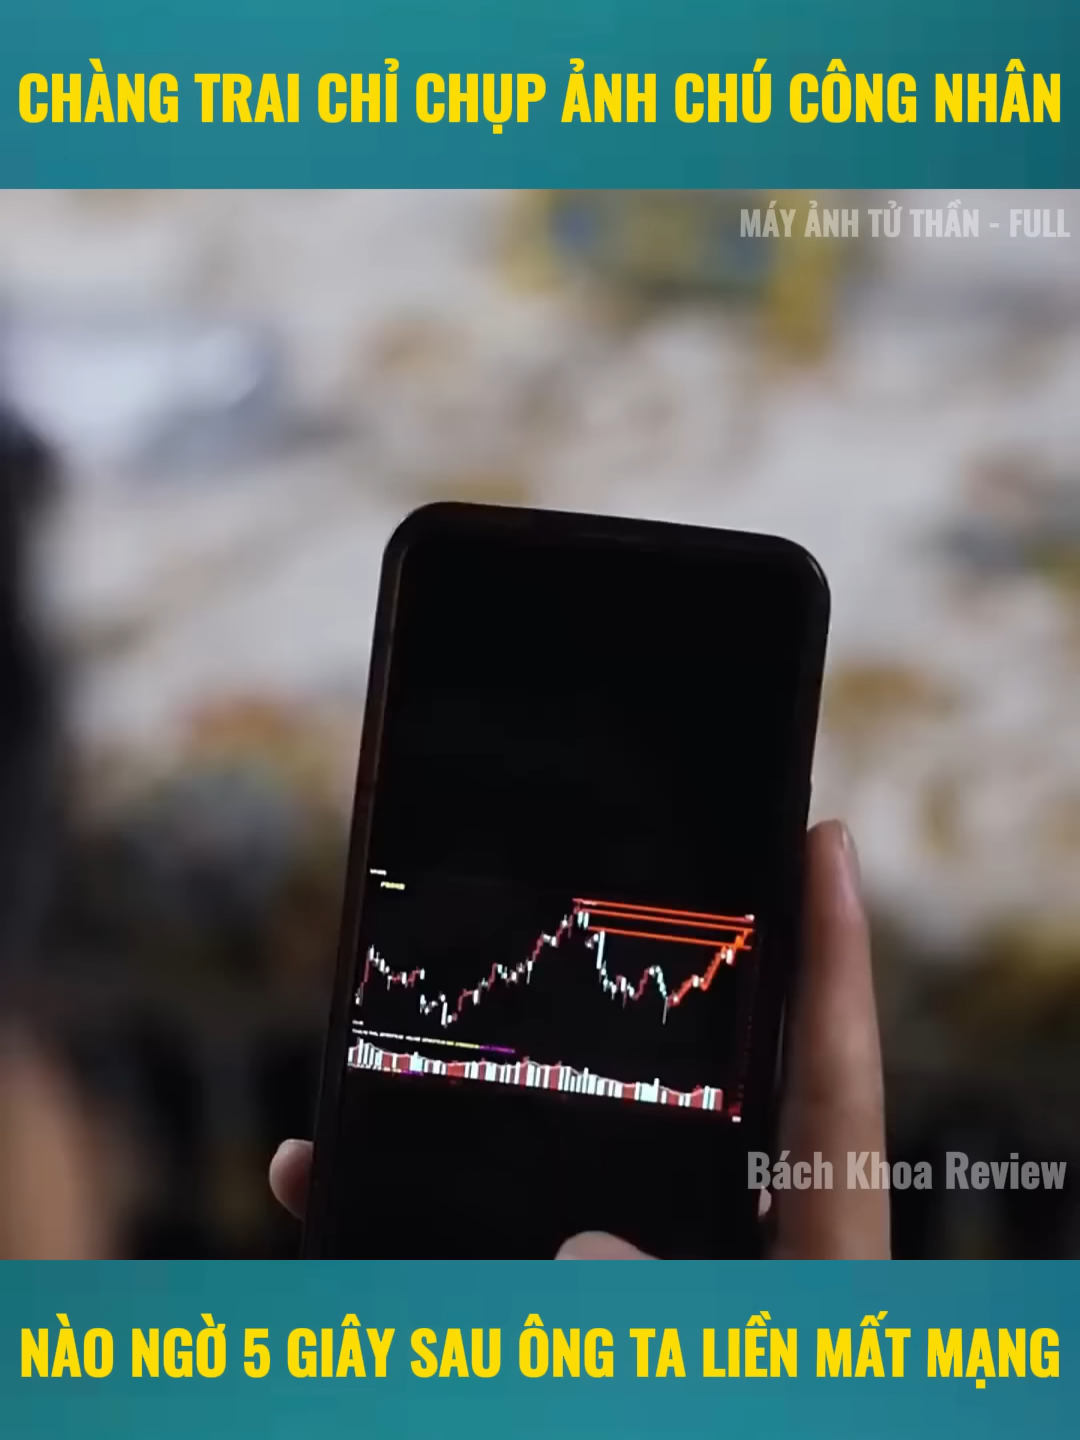 CHÀNG TRAI CHỈ CHỤP ẢNH CHÚ CÔNG NHÂN
MÁY ẢNH TỬ THẦN - FULL
Bách Khoa Review
NÀO NGỜ 5 GIÂY SAU ÔNG TA LIỀN MẤT MẠNG